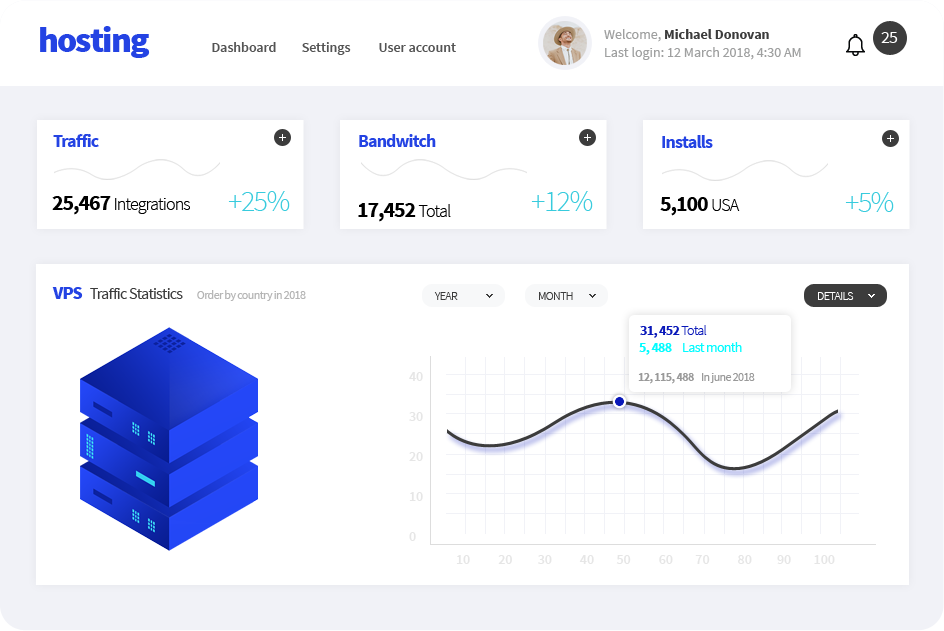 hosting
Dashboard Settings User account
Welcome, Michael Donovan
Last login: 12 March 2018, 4:30 AM
25
Traffic
25,467 Integrations +25%
Bandwitch
17,452 Total +12%
Installs
5,100 USA +5%
VPS Traffic Statistics Order by country in 2018
YEAR MONTH DETAILS
31,452 Total
5,488 Last month
12,115,488 In june 2018
40
30
20
10
0
10 20 30 40 50 60 70 80 90 100